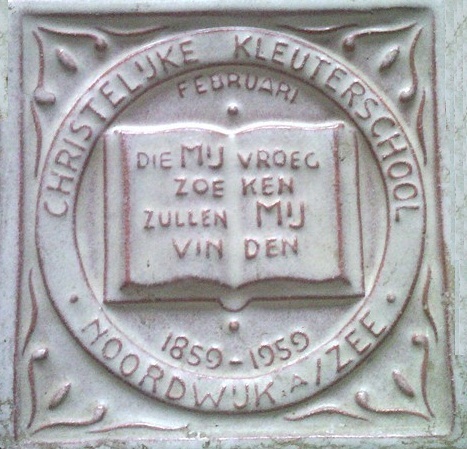 CHRISTELIJKE KLEUTERSCHOOL
FEBRUARI
DIE MIJ VROEG
ZOE KEN
ZULLEN MIJ
VIN DEN
1859-1959
NOORDWIJK A/ZEE